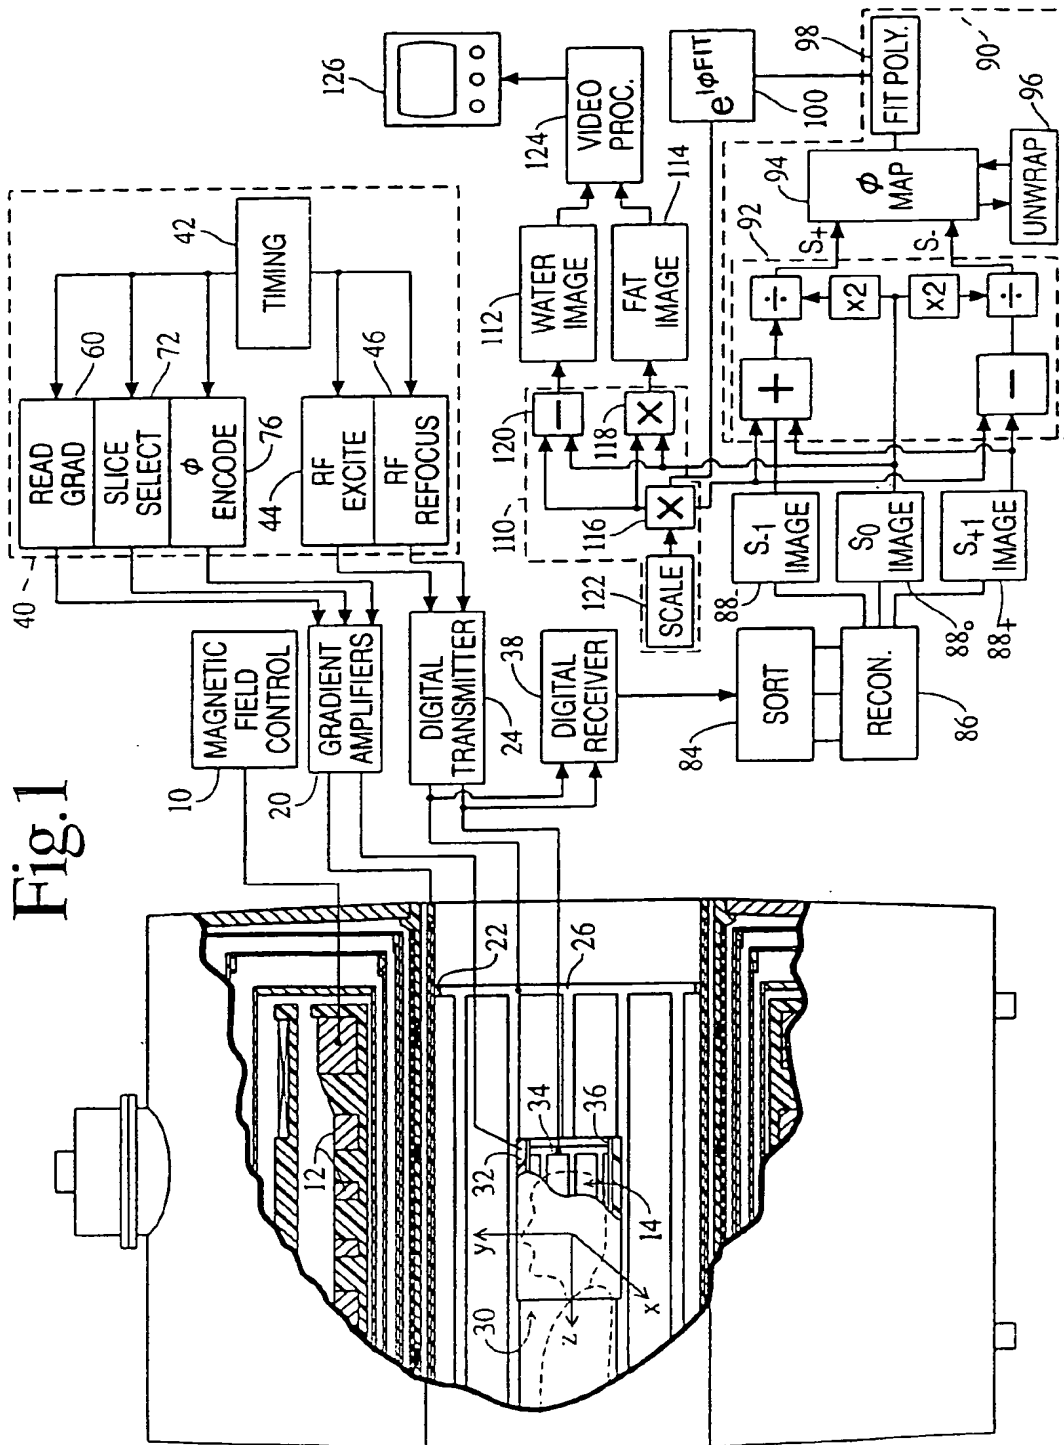 Fig.1
40
READ
GRAD
60
SLICE
SELECT
72
ϕ
ENCODE
76
TIMING
42
44
RF
EXCITE
46
RF
REFOCUS
10
MAGNETIC
FIELD
CONTROL
20
GRADIENT
AMPLIFIERS
DIGITAL
TRANSMITTER
24
DIGITAL
RECEIVER
38
SORT
84
RECON.
86
S-1
IMAGE
88-
S0
IMAGE
88o
S+1
IMAGE
88+
110
SCALE
122
×
116
×
118
−
120
WATER
IMAGE
112
FAT
IMAGE
114
VIDEO
PROC.
124
126
eiϕFIT
100
90
92
+
−
÷
x2
x2
÷
S+
S-
ϕ
MAP
94
UNWRAP
96
FIT POLY.
98
12
22
26
32
34
36
14
30
y
z
x